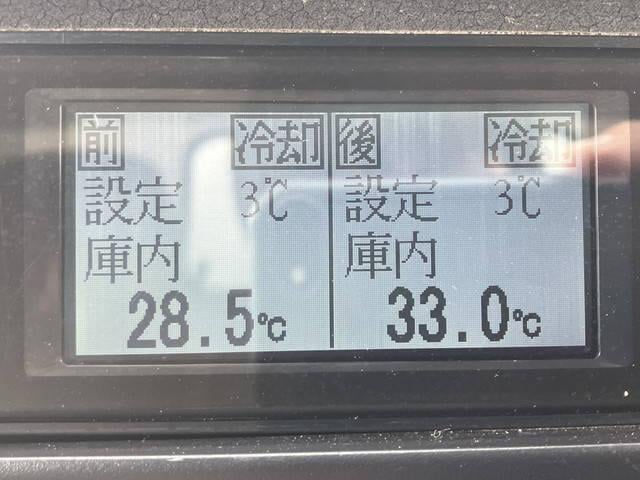 前 冷却
設定 3℃
庫内
28.5℃
後 冷却
設定 3℃
庫内
33.0℃